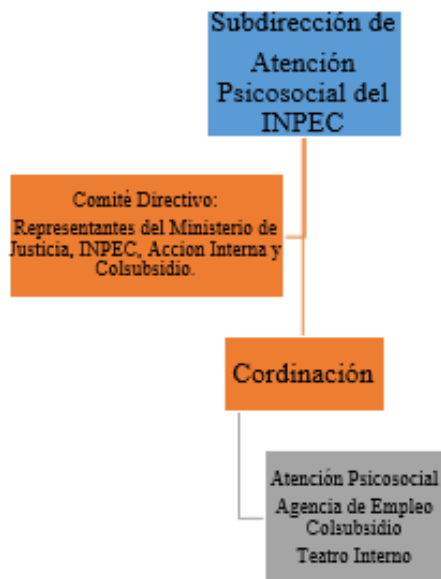 Subdirección de
Atención
Psicosocial del
INPEC
Comité Directivo:
Representantes del Ministerio de
Justicia, INPEC, Accion Interna y
Colsubsidio.
Cordinación
Atención Psicosocial
Agencia de Empleo
Colsubsidio
Teatro Interno